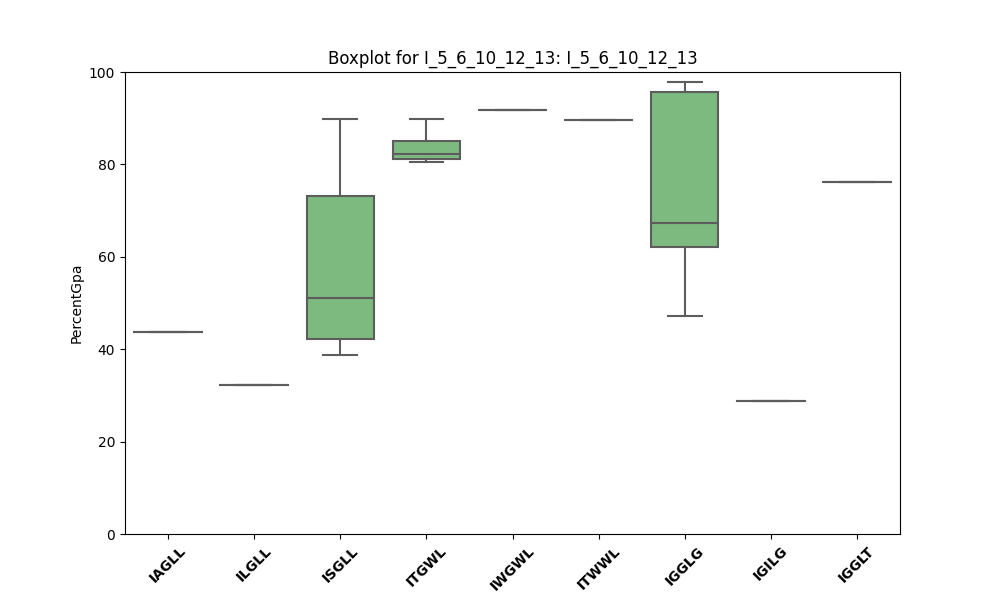 Boxplot for I_5_6_10_12_13: I_5_6_10_12_13
100
80
60
40
20
0
PercentGpa
IAGLL
ILGLL
ISGLL
ITGWL
IWGWL
ITWWL
IGGLG
IGILG
IGGLT